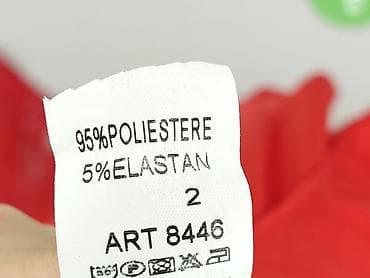 95%POLIESTERE
5%ELASTAN
2
ART 8446